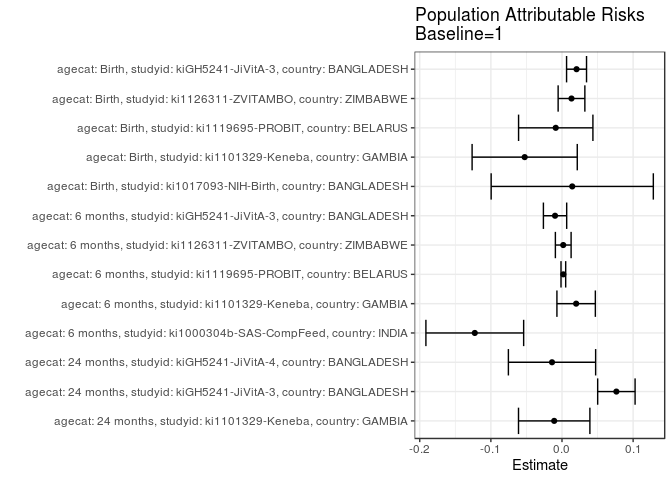 Population Attributable Risks
Baseline=1
agecat: Birth, studyid: kiGH5241-JiVitA-3, country: BANGLADESH
agecat: Birth, studyid: ki1126311-ZVITAMBO, country: ZIMBABWE
agecat: Birth, studyid: ki1119695-PROBIT, country: BELARUS
agecat: Birth, studyid: ki1101329-Keneba, country: GAMBIA
agecat: Birth, studyid: ki1017093-NIH-Birth, country: BANGLADESH
agecat: 6 months, studyid: kiGH5241-JiVitA-3, country: BANGLADESH
agecat: 6 months, studyid: ki1126311-ZVITAMBO, country: ZIMBABWE
agecat: 6 months, studyid: ki1119695-PROBIT, country: BELARUS
agecat: 6 months, studyid: ki1101329-Keneba, country: GAMBIA
agecat: 6 months, studyid: ki1000304b-SAS-CompFeed, country: INDIA
agecat: 24 months, studyid: kiGH5241-JiVitA-4, country: BANGLADESH
agecat: 24 months, studyid: kiGH5241-JiVitA-3, country: BANGLADESH
agecat: 24 months, studyid: ki1101329-Keneba, country: GAMBIA
-0.2 -0.1 0.0 0.1
Estimate